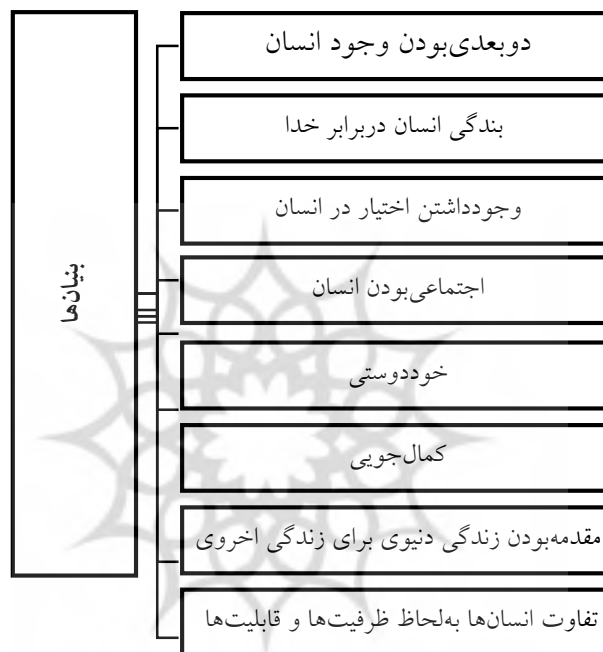 بنیان‌ها
دوبعدی‌بودن وجود انسان
بندگی انسان دربرابر خدا
وجودداشتن اختیار در انسان
اجتماعی‌بودن انسان
خوددوستی
کمال‌جویی
مقدمه‌بودن زندگی دنیوی برای زندگی اخروی
تفاوت انسان‌ها به‌لحاظ ظرفیت‌ها و قابلیت‌ها